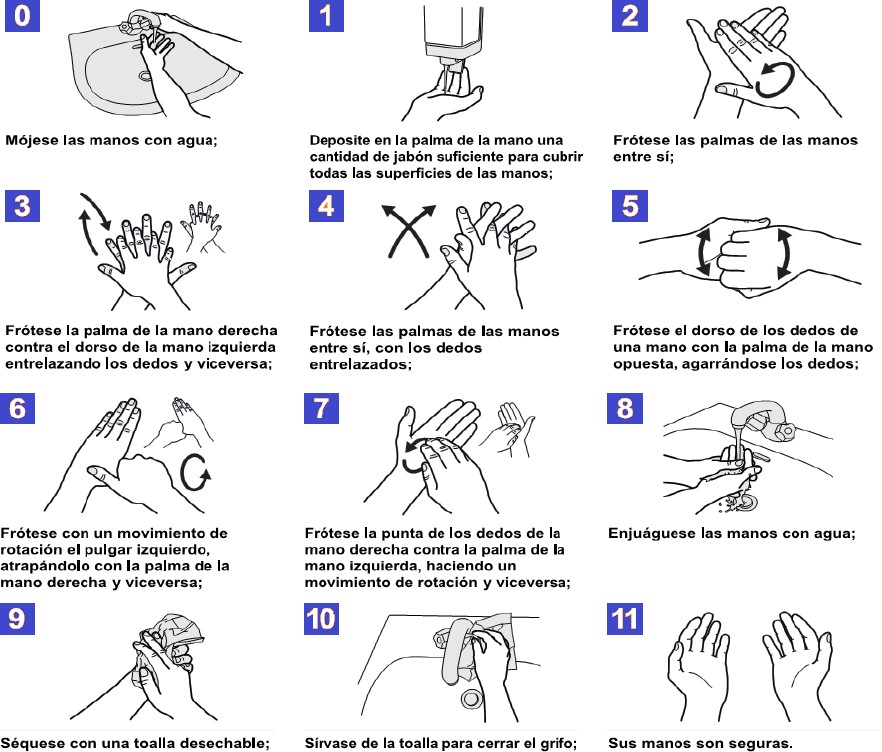 0
Mójese las manos con agua;
1
Deposite en la palma de la mano una
cantidad de jabón suficiente para cubrir
todas las superficies de las manos;
2
Frótese las palmas de las manos
entre sí;
3
Frótese la palma de la mano derecha
contra el dorso de la mano izquierda
entrelazando los dedos y viceversa;
4
Frótese las palmas de las manos
entre sí, con los dedos
entrelazados;
5
Frótese el dorso de los dedos de
una mano con la palma de la mano
opuesta, agarrándose los dedos;
6
Frótese con un movimiento de
rotación el pulgar izquierdo,
atrapándolo con la palma de la
mano derecha y viceversa;
7
Frótese la punta de los dedos de la
mano derecha contra la palma de la
mano izquierda, haciendo un
movimiento de rotación y viceversa;
8
Enjuáguese las manos con agua;
9
Séquese con una toalla desechable;
10
Sírvase de la toalla para cerrar el grifo;
11
Sus manos son seguras.